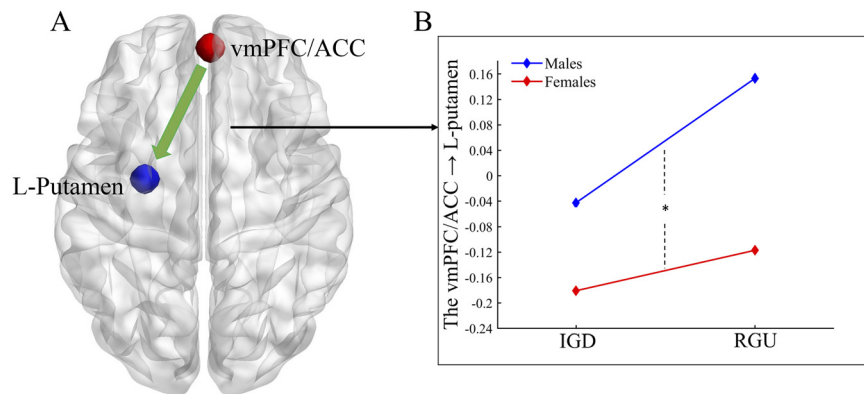 A
vmPFC/ACC
L-Putamen
B
The vmPFC/ACC → L-putamen
Males
Females
0.16
0.12
0.08
0.04
0
-0.04
-0.08
-0.12
-0.16
-0.2
-0.24
*
IGD
RGU